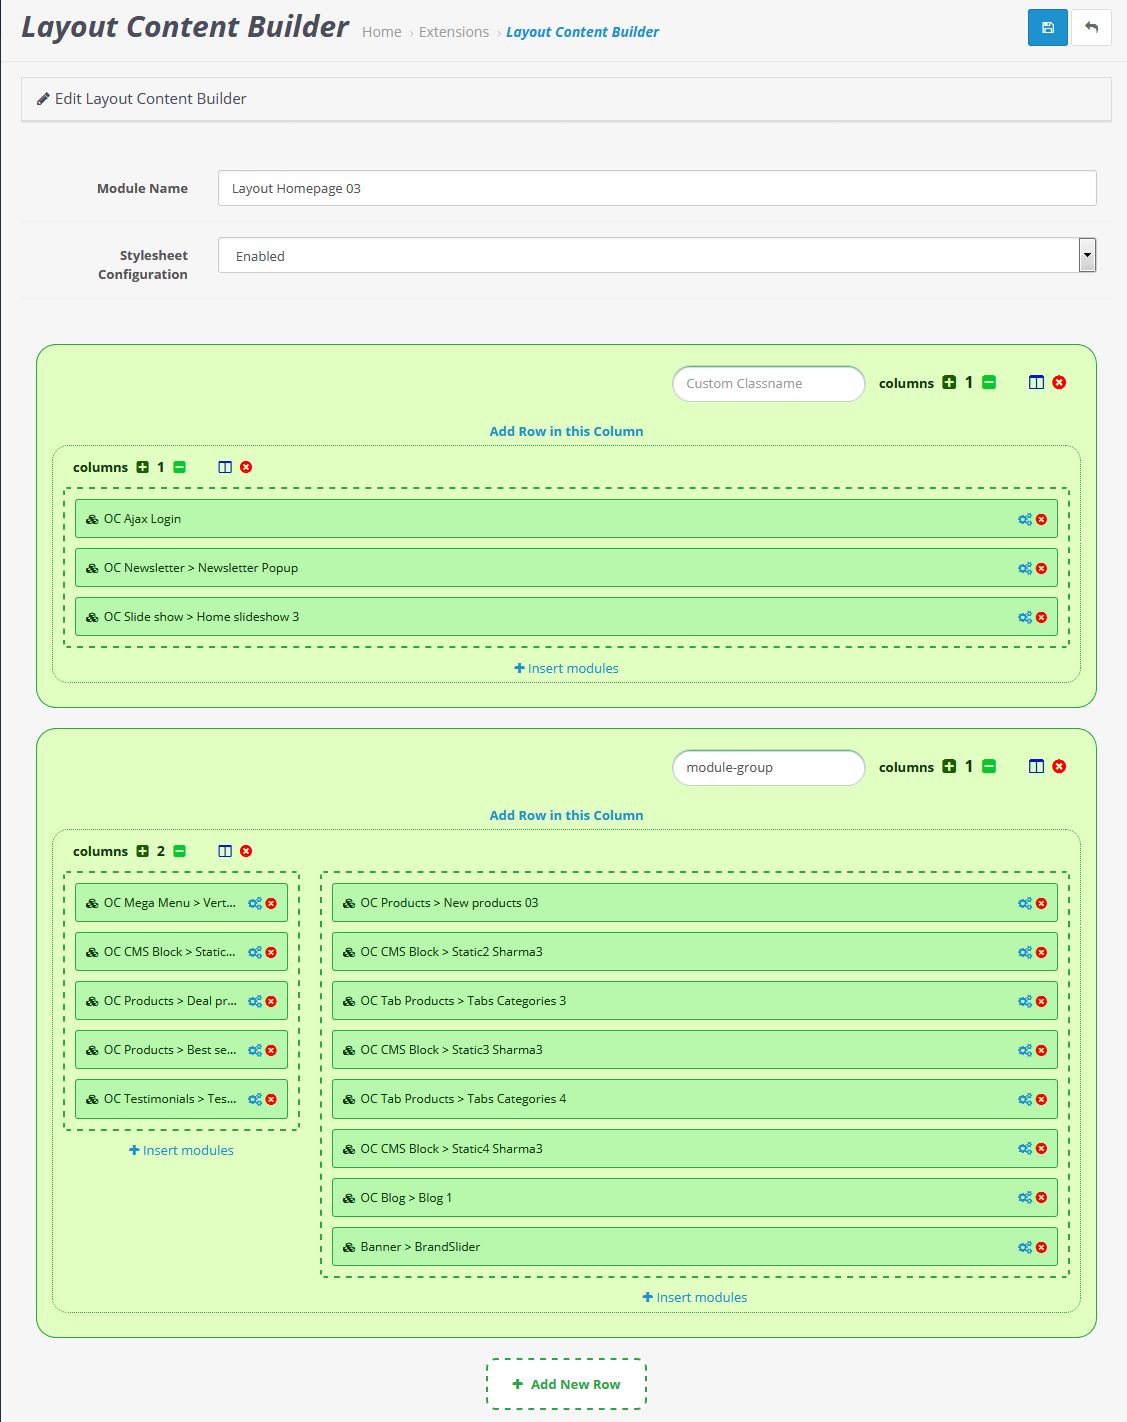 Layout Content Builder
Home › Extensions › Layout Content Builder
Edit Layout Content Builder
Module Name
Layout Homepage 03
Stylesheet
Configuration
Enabled
Custom Classname
columns 1
Add Row in this Column
columns 1
OC Ajax Login
OC Newsletter > Newsletter Popup
OC Slide show > Home slideshow 3
Insert modules
module-group
columns 1
Add Row in this Column
columns 2
OC Mega Menu > Vert...
OC CMS Block > Static...
OC Products > Deal pr...
OC Products > Best se...
OC Testimonials > Tes...
Insert modules
OC Products > New products 03
OC CMS Block > Static2 Sharma3
OC Tab Products > Tabs Categories 3
OC CMS Block > Static3 Sharma3
OC Tab Products > Tabs Categories 4
OC CMS Block > Static4 Sharma3
OC Blog > Blog 1
Banner > BrandSlider
Insert modules
Add New Row